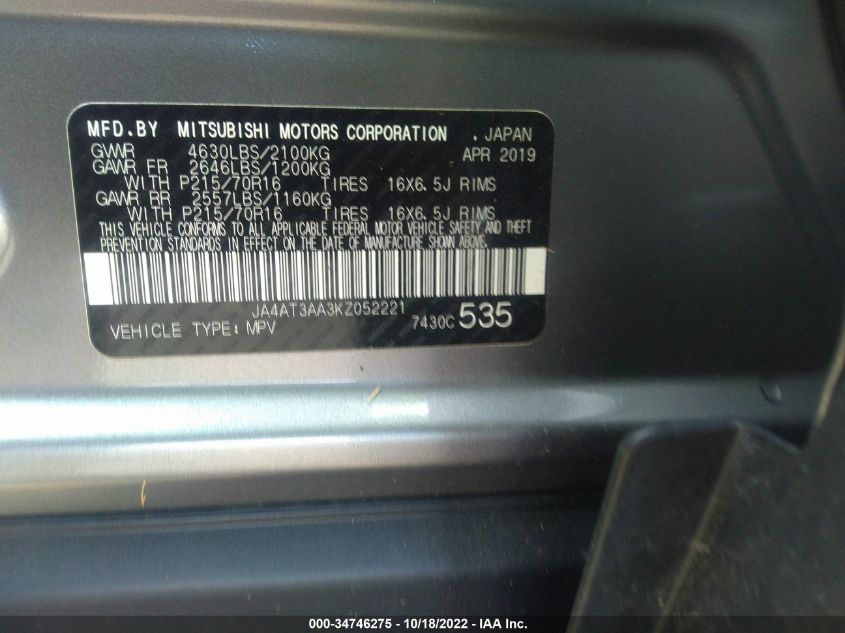 MFD.BY MITSUBISHI MOTORS CORPORATION . JAPAN
GVWR 4630LBS/2100KG APR 2019
GAWR FR 2646LBS/1200KG
WITH P215/70R16 TIRES 16X6.5J RIMS
GAWR RR 2557LBS/1160KG
WITH P215/70R16 TIRES 16X6.5J RIMS
THIS VEHICLE CONFORMS TO ALL APPLICABLE FEDERAL MOTOR VEHICLE SAFETY AND THEFT
PREVENTION STANDARDS IN EFFECT ON THE DATE OF MANUFACTURE SHOWN ABOVE.
JA4AT3AA3KZ052221
VEHICLE TYPE: MPV 7430C 535
000-34746275 - 10/18/2022 - IAA Inc.